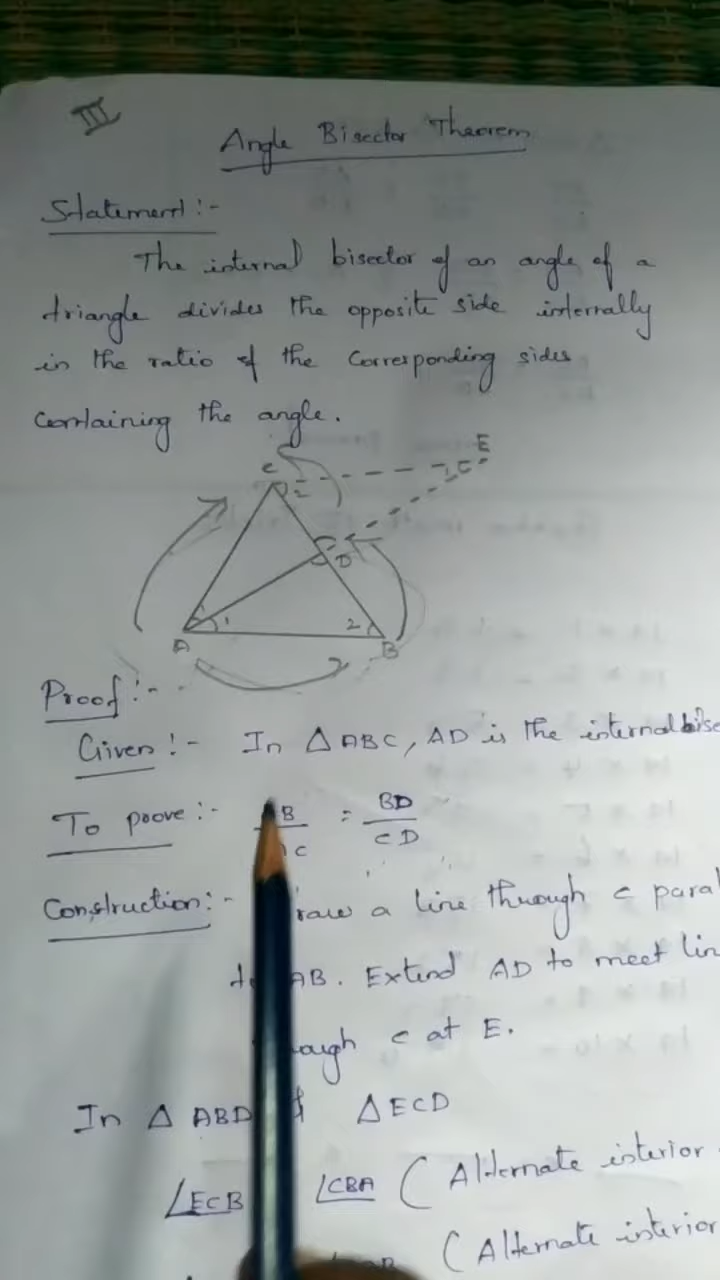 III
Angle Bisector Theorem
Statement :-
The internal bisector of an angle of a
triangle divides the opposite side internally
in the ratio of the corresponding sides
containing the angle.
C
E
D
1
2
A
B
Proof :-
Given :- In △ABC, AD is the internal
To prove :- B/C = BD/CD
Construction :- raw a line through C
AB. Extend AD to meet
ough C at E.
In △ ABD △ECD
∠ECB ∠CBA ( Alternate interior
( Alternate interior